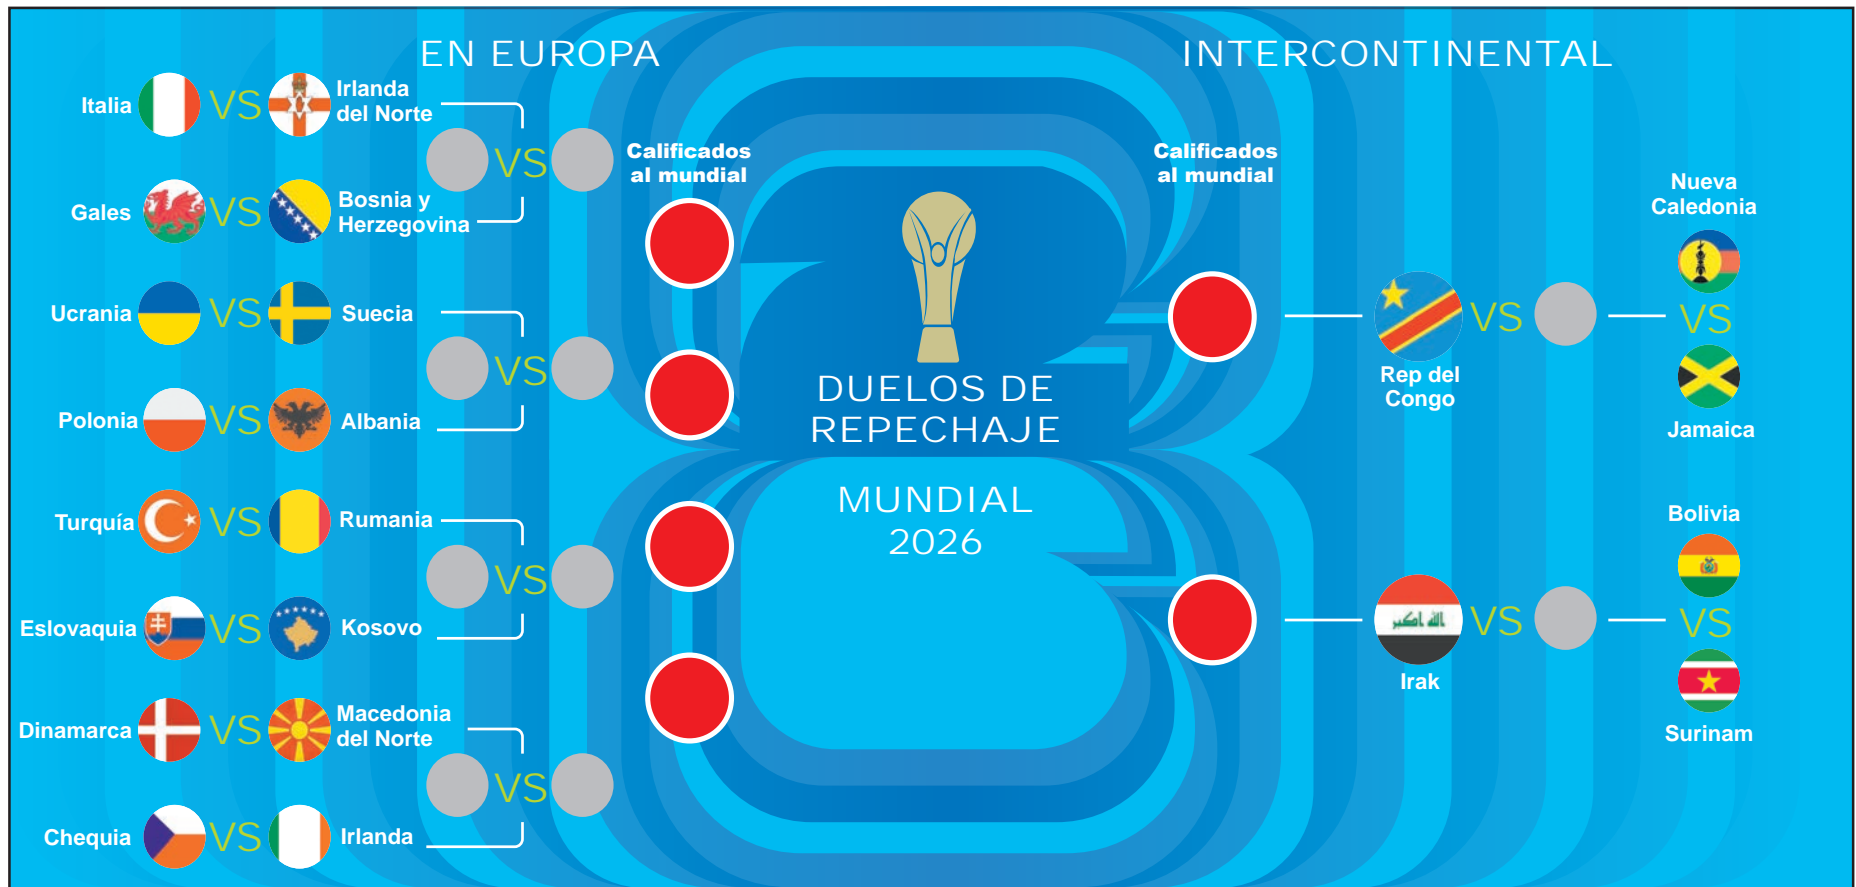 EN EUROPA
Italia VS Irlanda
del Norte
VS
Gales VS Bosnia y
Herzegovina
Ucrania VS Suecia
VS
Polonia VS Albania
Turquía VS Rumania
VS
Eslovaquia VS Kosovo
Dinamarca VS Macedonia
del Norte
VS
Chequia VS Irlanda
Calificados
al mundial
DUELOS DE
REPECHAJE
MUNDIAL
2026
INTERCONTINENTAL
Calificados
al mundial
Rep del
Congo
VS
Nueva
Caledonia
VS
Jamaica
Irak
VS
Bolivia
VS
Surinam
الله اكبر